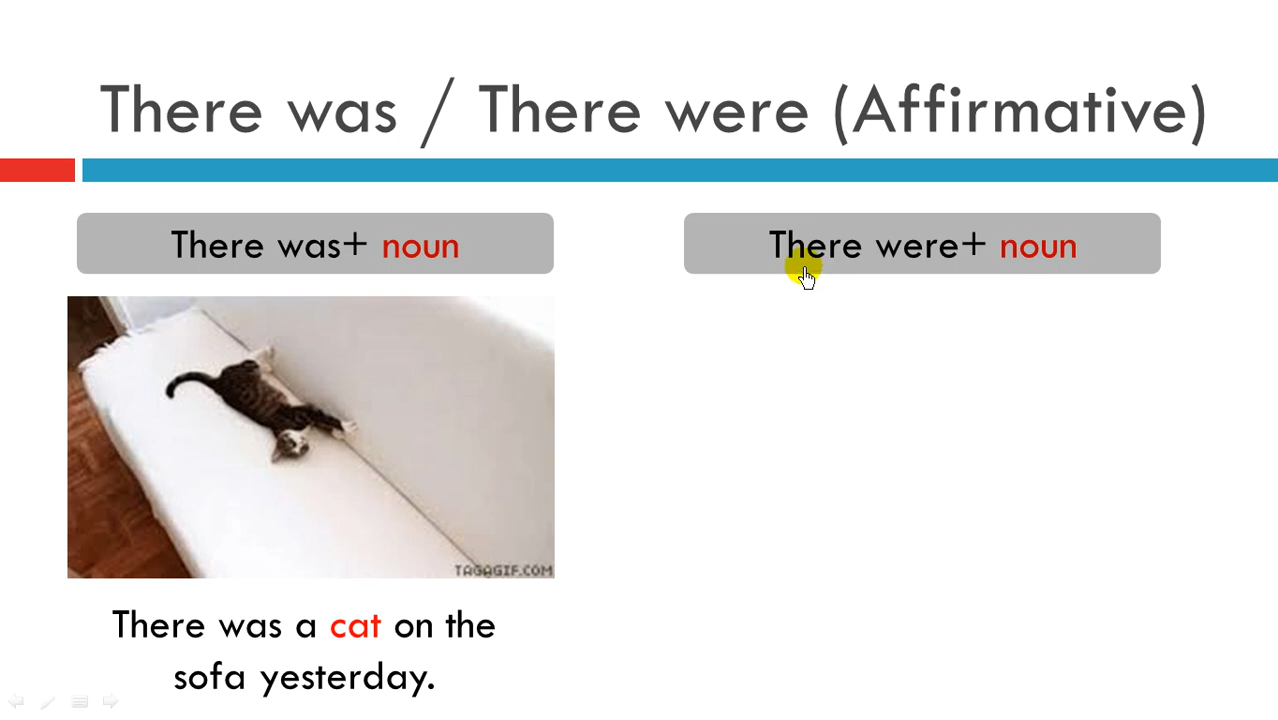 There was / There were (Affirmative)
There was+ noun
There were+ noun
TAGAGIF.COM
There was a cat on the
sofa yesterday.